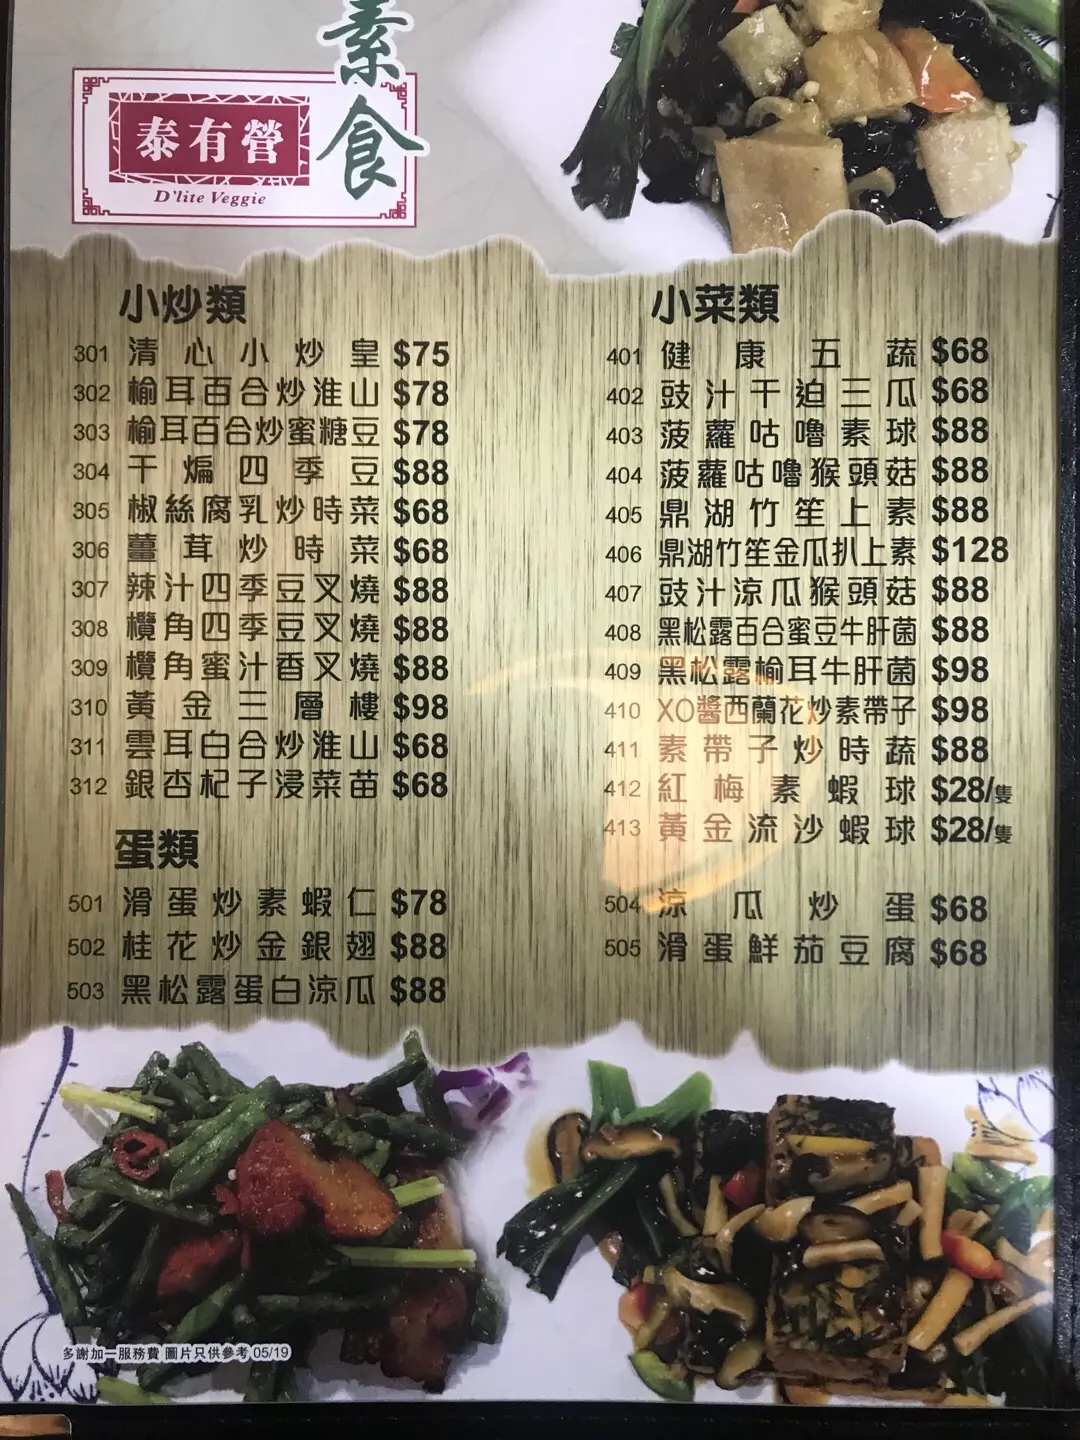 素食
泰有營
D'lite Veggie
小炒類
301 清心小炒皇 $75
302 榆耳百合炒淮山 $78
303 榆耳百合炒蜜糖豆 $78
304 干煸四季豆 $88
305 椒絲腐乳炒時菜 $68
306 薑茸炒時菜 $68
307 辣汁四季豆叉燒 $88
308 欖角四季豆叉燒 $88
309 欖角蜜汁香叉燒 $88
310 黃金三層樓 $98
311 雲耳白合炒淮山 $68
312 銀杏杞子浸菜苗 $68
小菜類
401 健康五蔬 $68
402 豉汁干迫三瓜 $68
403 菠蘿咕嚕素球 $88
404 菠蘿咕嚕猴頭菇 $88
405 鼎湖竹笙上素 $88
406 鼎湖竹笙金瓜扒上素 $128
407 豉汁涼瓜猴頭菇 $88
408 黑松露百合蜜豆牛肝菌 $88
409 黑松露榆耳牛肝菌 $98
410 XO醬西蘭花炒素帶子 $98
411 素帶子炒時蔬 $88
412 紅梅素蝦球 $28/隻
413 黃金流沙蝦球 $28/隻
蛋類
501 滑蛋炒素蝦仁 $78
502 桂花炒金銀翅 $88
503 黑松露蛋白涼瓜 $88
504 涼瓜炒蛋 $68
505 滑蛋鮮茄豆腐 $68
多謝加一服務費 圖片只供參考 05/19